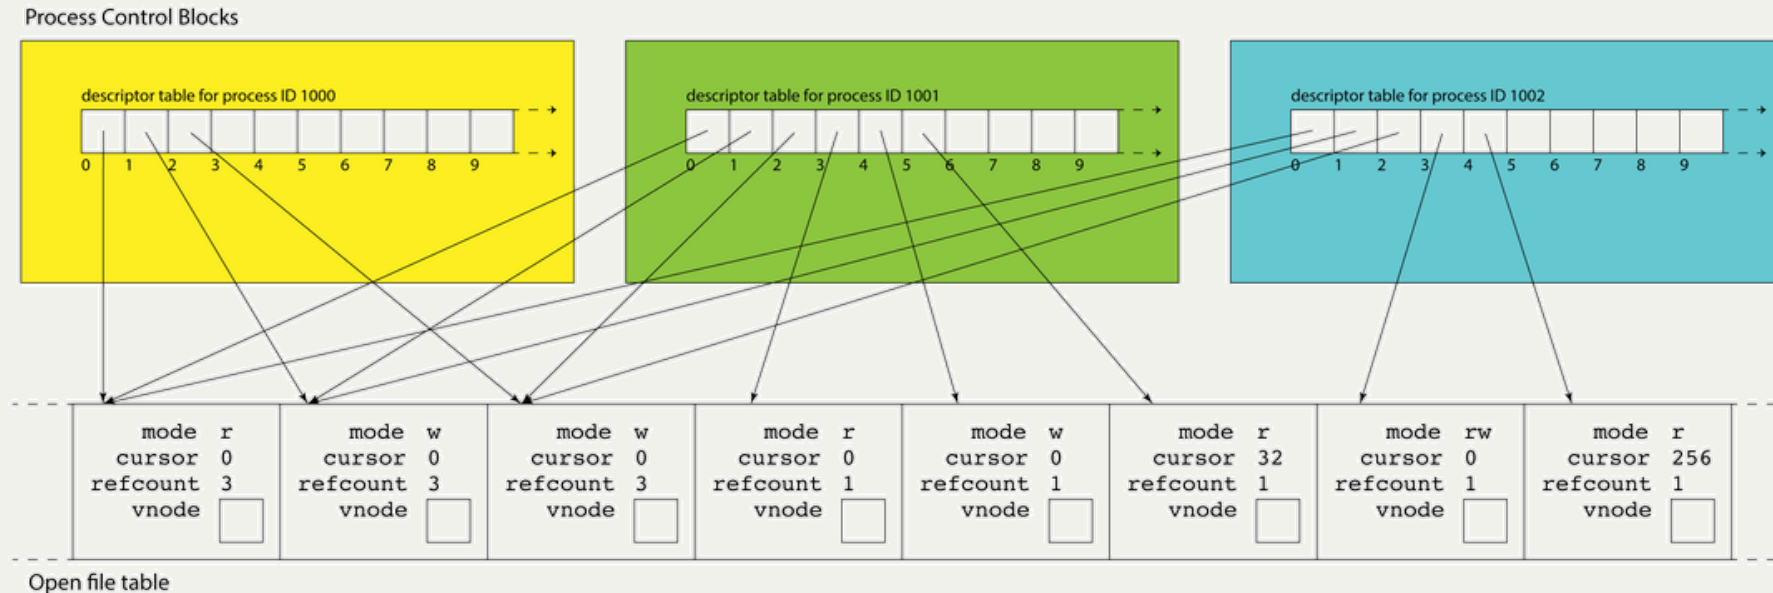 Process Control Blocks
descriptor table for process ID 1000
0 1 2 3 4 5 6 7 8 9
descriptor table for process ID 1001
0 1 2 3 4 5 6 7 8 9
descriptor table for process ID 1002
0 1 2 3 4 5 6 7 8 9
mode r
cursor 0
refcount 3
vnode
mode w
cursor 0
refcount 3
vnode
mode w
cursor 0
refcount 3
vnode
mode r
cursor 0
refcount 1
vnode
mode w
cursor 0
refcount 1
vnode
mode r
cursor 32
refcount 1
vnode
mode rw
cursor 0
refcount 1
vnode
mode r
cursor 256
refcount 1
vnode
Open file table